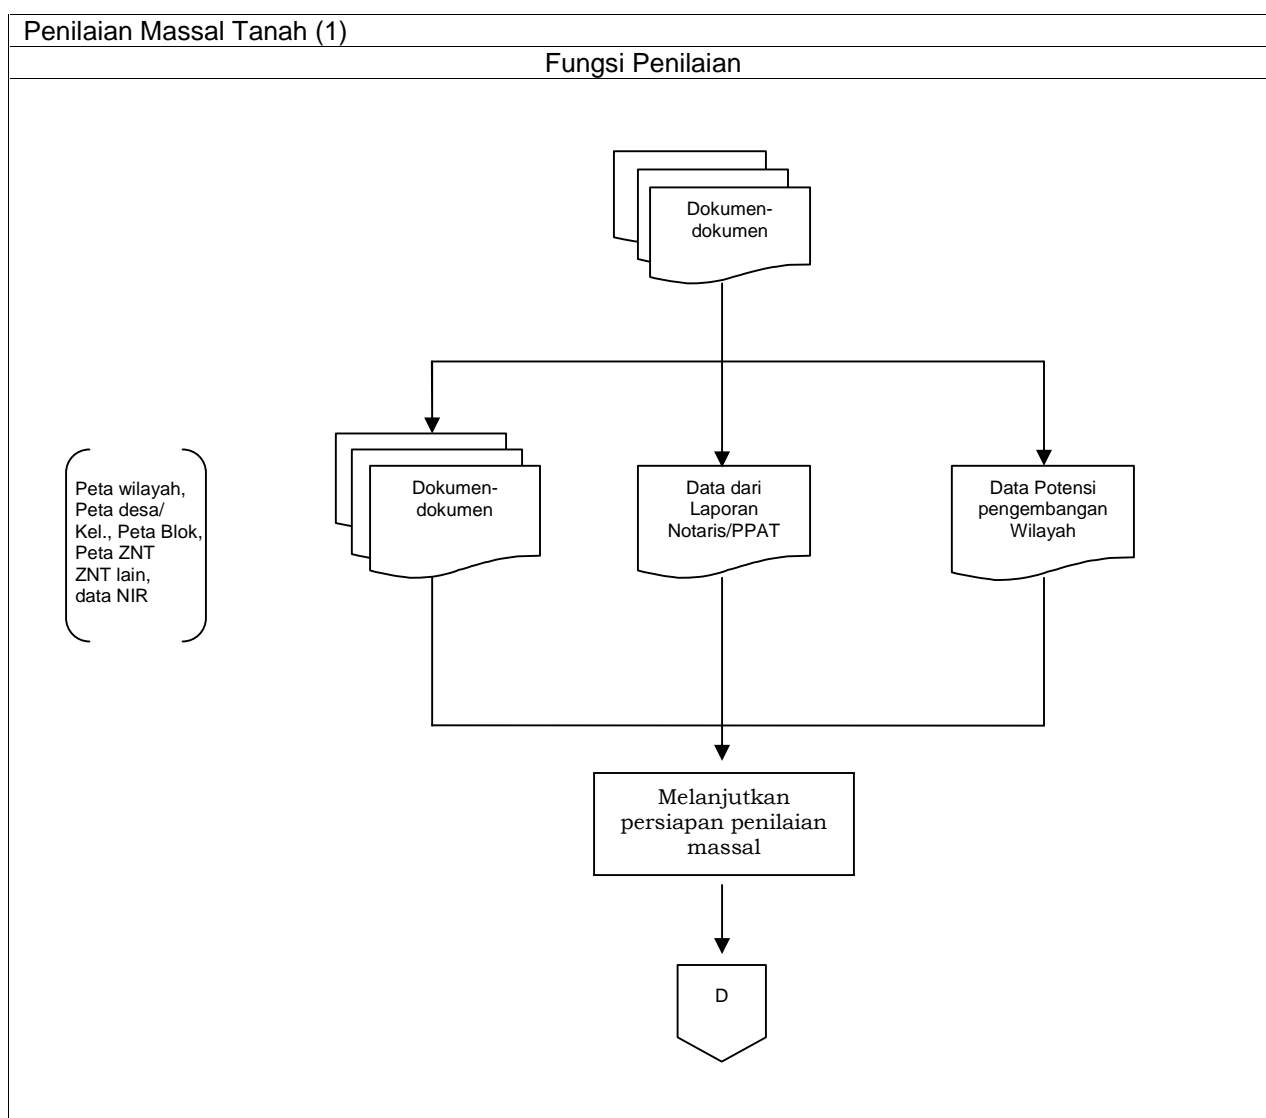 Penilaian Massal Tanah (1)
Fungsi Penilaian
Dokumen-
dokumen
Peta wilayah,
Peta desa/
Kel., Peta Blok,
Peta ZNT
ZNT lain,
data NIR
Dokumen-
dokumen
Data dari
Laporan
Notaris/PPAT
Data Potensi
pengembangan
Wilayah
Melanjutkan
persiapan penilaian
massal
D